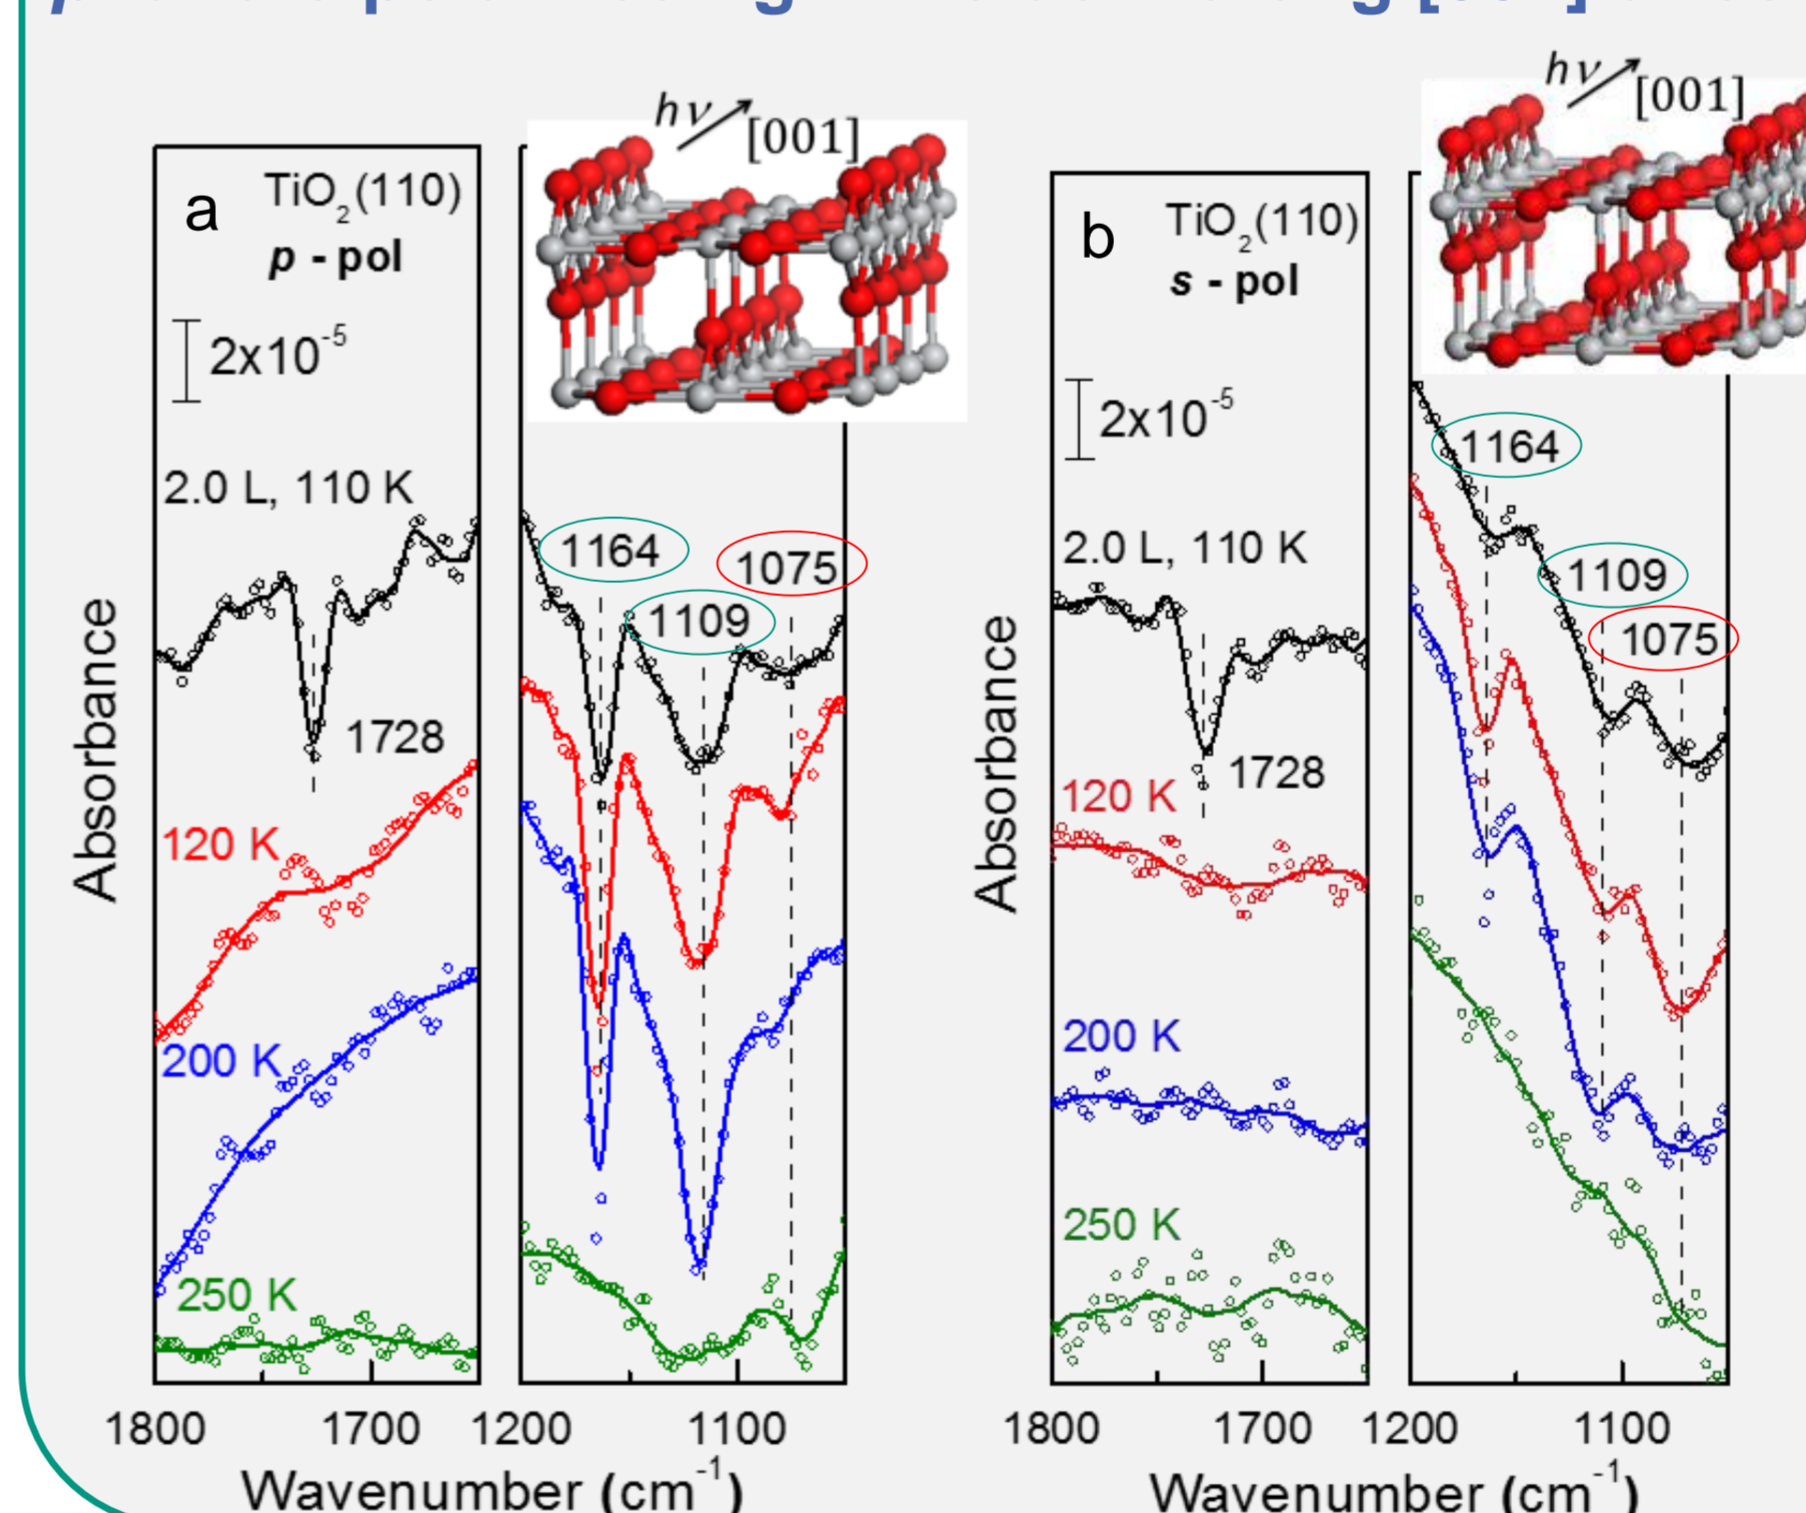 hν
[001]
a
TiO2(110)
p - pol
2x10-5
2.0 L, 110 K
1164
1109
1075
1728
120 K
200 K
250 K
Absorbance
1800
1700
1200
1100
Wavenumber (cm-1)
hν
[001]
b
TiO2(110)
s - pol
2x10-5
2.0 L, 110 K
1164
1109
1075
1728
120 K
200 K
250 K
Absorbance
1800
1700
1200
1100
Wavenumber (cm-1)